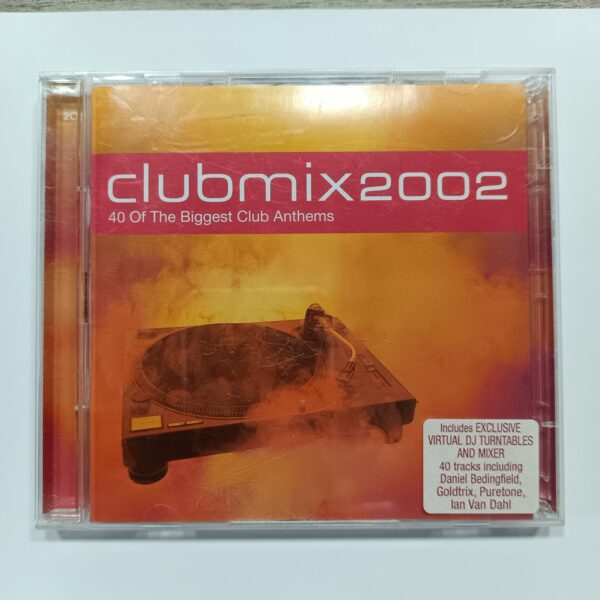 2C
clubmix2002
40 Of The Biggest Club Anthems
Includes EXCLUSIVE
VIRTUAL DJ TURNTABLES
AND MIXER
40 tracks including
Daniel Bedingfield,
Goldtrix, Puretone,
Ian Van Dahl